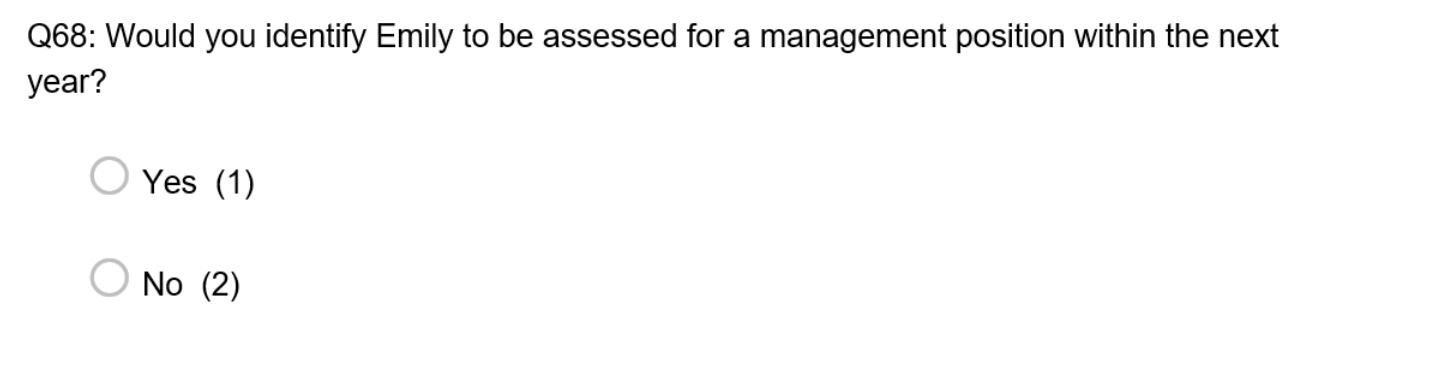 Q68: Would you identify Emily to be assessed for a management position within the next
year?
Yes (1)
No (2)